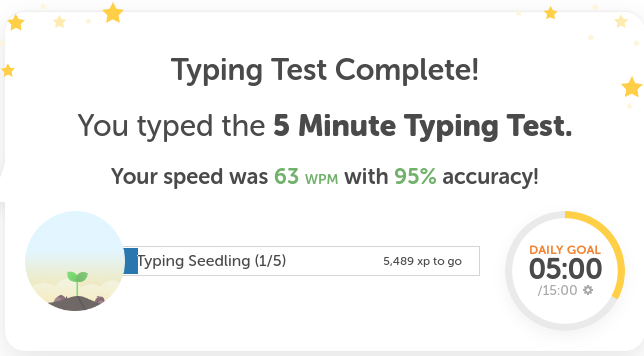 Typing Test Complete!
You typed the 5 Minute Typing Test.
Your speed was 63 WPM with 95% accuracy!
Typing Seedling (1/5) 5,489 xp to go
DAILY GOAL
05:00
/15:00